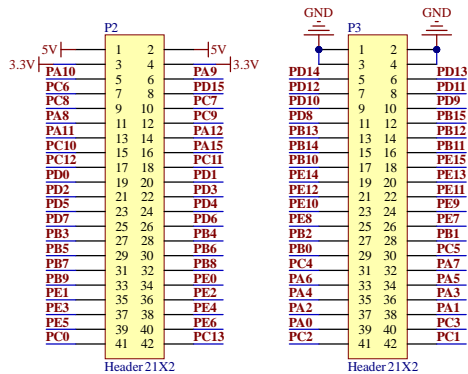 P2
5V 1 2 5V
3.3V 3 4 3.3V
PA10 5 6 PA9
PC6 7 8 PD15
PC8 9 10 PC7
PA8 11 12 PC9
PA11 13 14 PA12
PC10 15 16 PA15
PC12 17 18 PC11
PD0 19 20 PD1
PD2 21 22 PD3
PD5 23 24 PD4
PD7 25 26 PD6
PB3 27 28 PB4
PB5 29 30 PB6
PB7 31 32 PB8
PB9 33 34 PE0
PE1 35 36 PE2
PE3 37 38 PE4
PE5 39 40 PE6
PC0 41 42 PC13
Header 21X2
GND GND
P3
1 2
3 4
PD14 5 6 PD13
PD12 7 8 PD11
PD10 9 10 PD9
PD8 11 12 PB15
PB13 13 14 PB12
PB14 15 16 PB11
PB10 17 18 PE15
PE14 19 20 PE13
PE12 21 22 PE11
PE10 23 24 PE9
PE8 25 26 PE7
PB2 27 28 PB1
PB0 29 30 PC5
PC4 31 32 PA7
PA6 33 34 PA5
PA4 35 36 PA3
PA2 37 38 PA1
PA0 39 40 PC3
PC2 41 42 PC1
Header 21X2